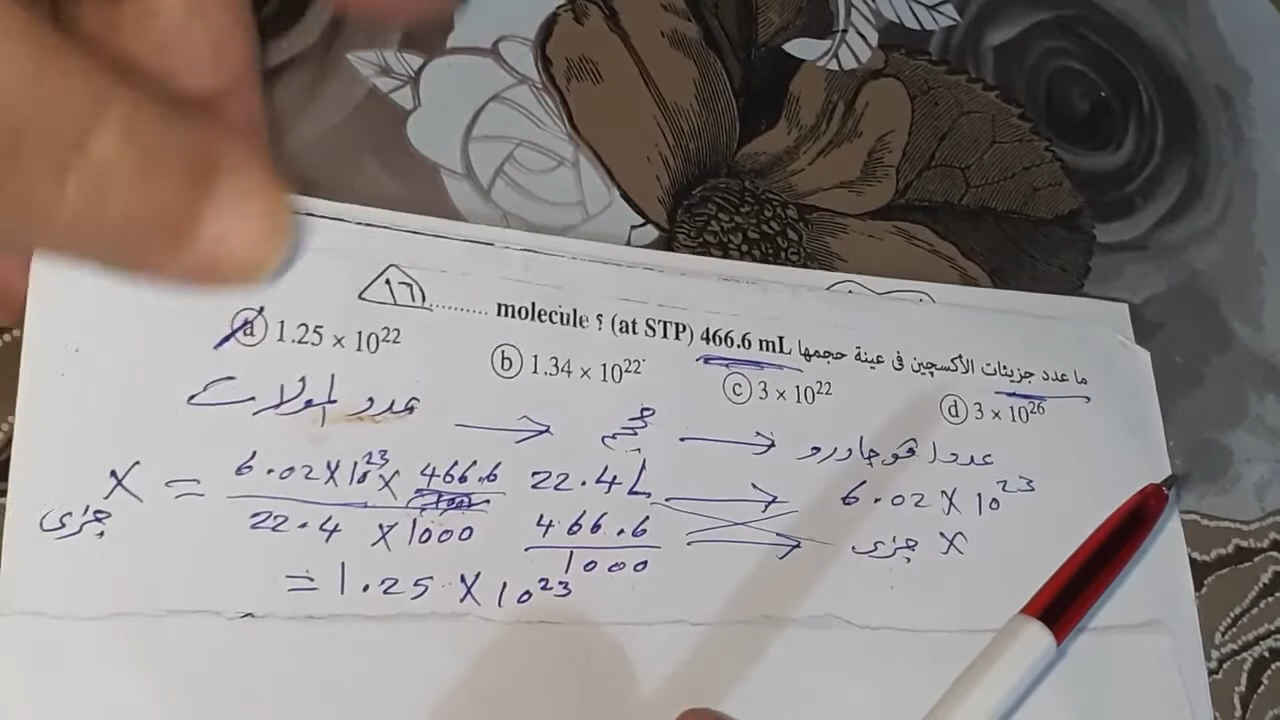 ١٦ ما عدد جزيئات الأكسچين فى عينة حجمها 466.6 mL (at STP) ؟ molecule .........
ⓐ 1.25 × 10²² ⓑ 1.34 × 10²² ⓒ 3 × 10²² ⓓ 3 × 10²⁶
عدد المولات → حجم → عدد افوجادرو
22.4 L → 6.02 × 10²³
466.6 / 1000 → X جزئ
X جزئ = 6.02 × 10²³ × 466.6 / 22.4 × 1000
= 1.25 × 10²³